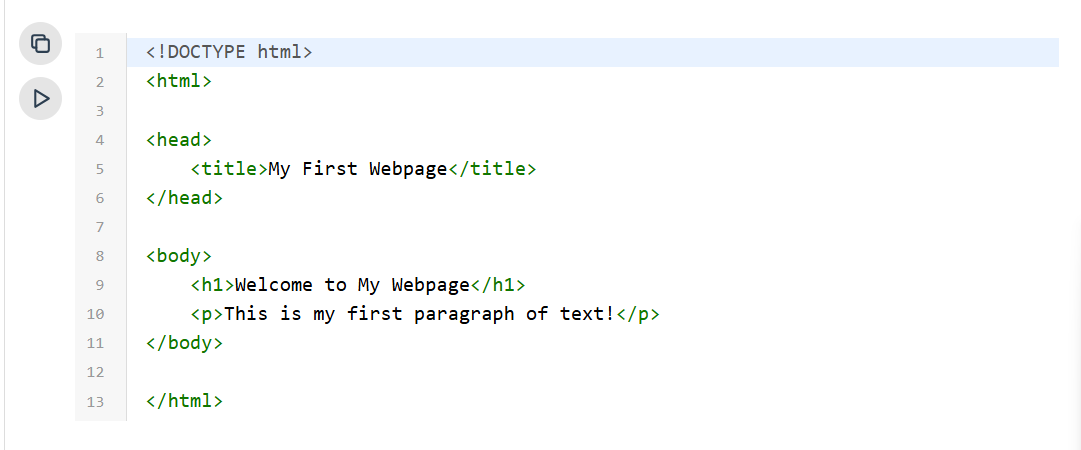 1 <!DOCTYPE html>
2 <html>
3
4 <head>
5     <title>My First Webpage</title>
6 </head>
7
8 <body>
9     <h1>Welcome to My Webpage</h1>
10     <p>This is my first paragraph of text!</p>
11 </body>
12
13 </html>